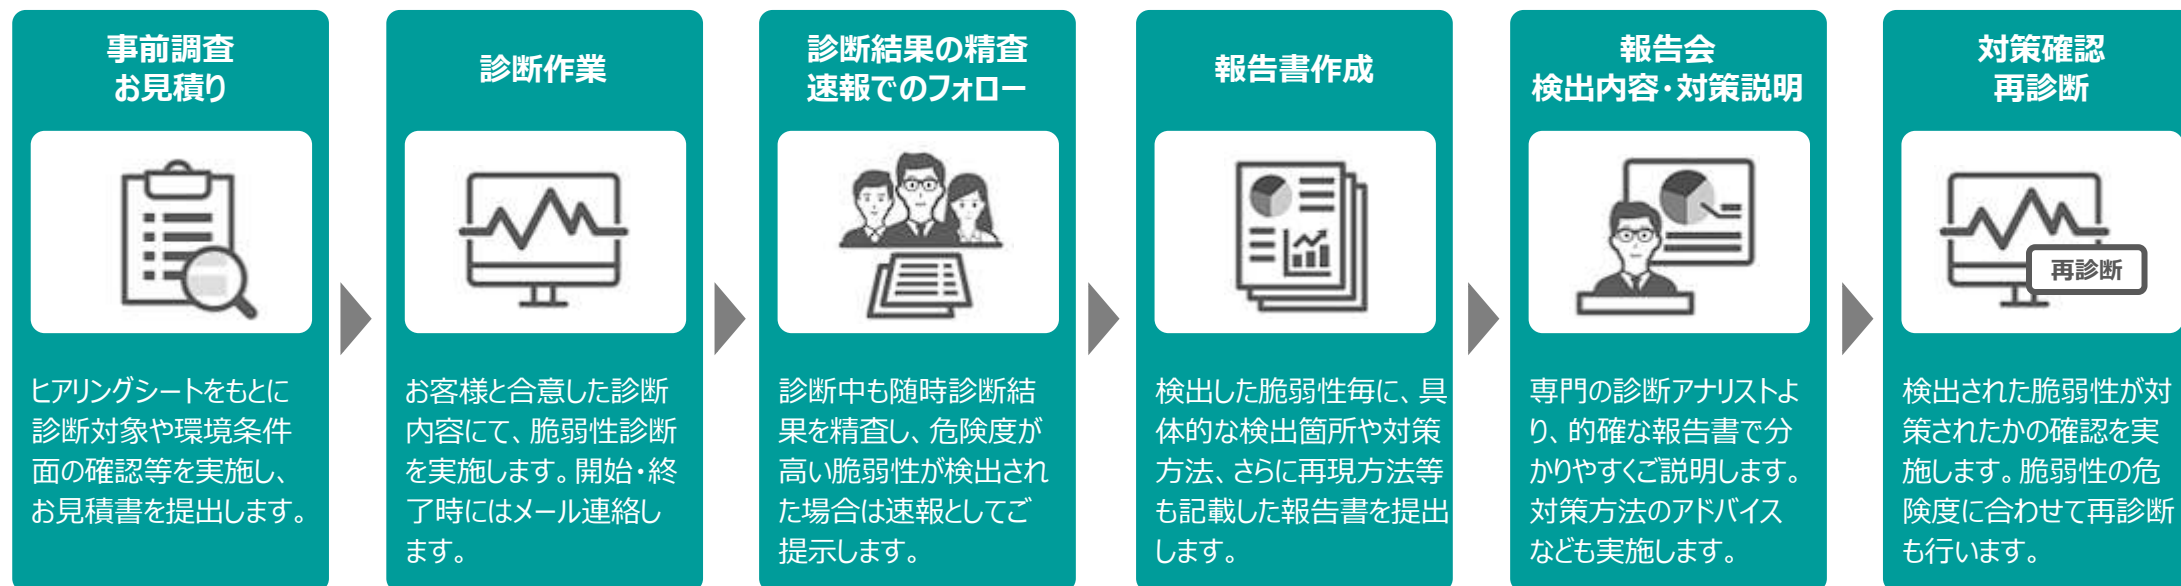 事前調査
お見積り
ヒアリングシートをもとに
診断対象や環境条件
面の確認等を実施し、
お見積書を提出します。
診断作業
お客様と合意した診断
内容にて、脆弱性診断
を実施します。開始・終
了時にはメール連絡し
ます。
診断結果の精査
速報でのフォロー
診断中も随時診断結
果を精査し、危険度が
高い脆弱性が検出され
た場合は速報としてご
提示します。
報告書作成
検出した脆弱性毎に、具
体的な検出箇所や対策
方法、さらに再現方法等
も記載した報告書を提出
します。
報告会
検出内容・対策説明
専門の診断アナリストよ
り、的確な報告書で分
かりやすくご説明します。
対策方法のアドバイス
なども実施します。
対策確認
再診断
再診断
検出された脆弱性が対
策されたかの確認を実
施します。脆弱性の危
険度に合わせて再診断
も行います。